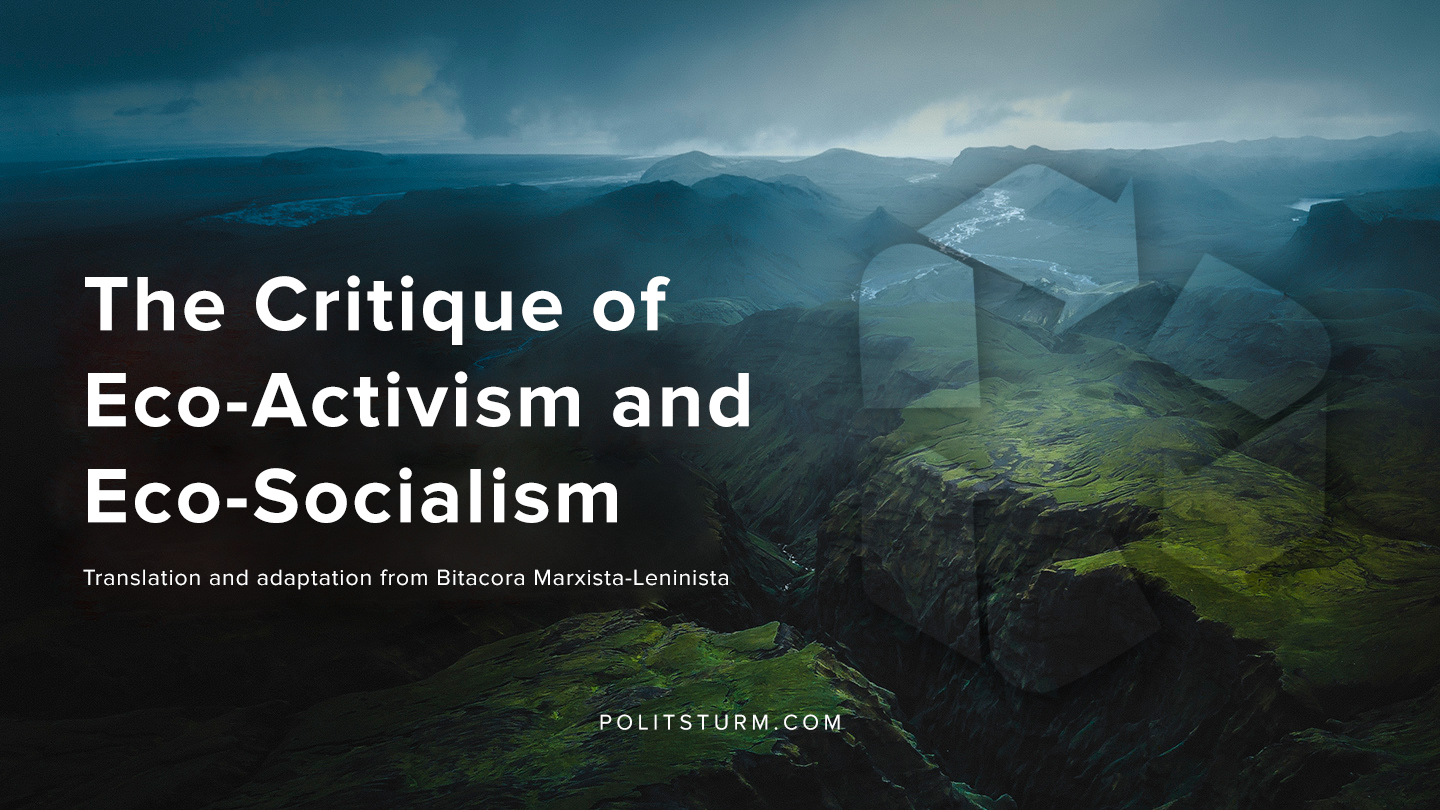 The Critique of
Eco-Activism and
Eco-Socialism
Translation and adaptation from Bitacora Marxista-Leninista
POLITSTURM.COM